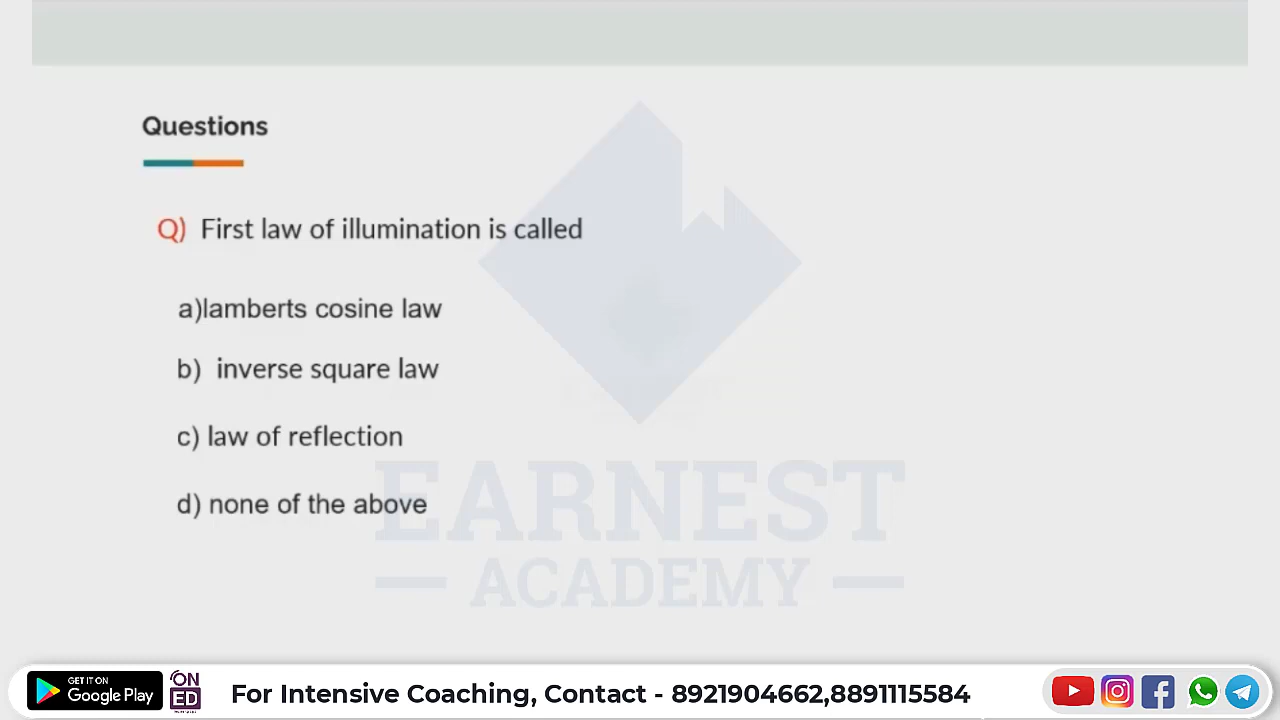 Questions
Q) First law of illumination is called
a)lamberts cosine law
b) inverse square law
c) law of reflection
d) none of the above
EARNEST
ACADEMY
GET IT ON
Google Play
ON
ED
For Intensive Coaching, Contact - 8921904662,8891115584